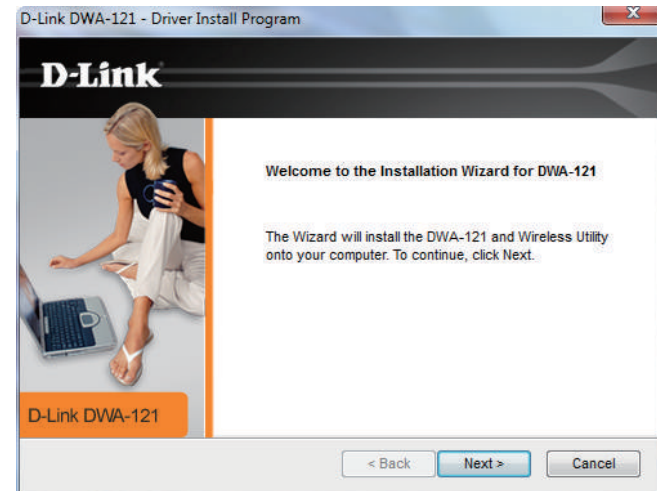 D-Link DWA-121 - Driver Install Program
D-Link
Welcome to the Installation Wizard for DWA-121
The Wizard will install the DWA-121 and Wireless Utility
onto your computer. To continue, click Next.
D-Link DWA-121
< Back
Next >
Cancel